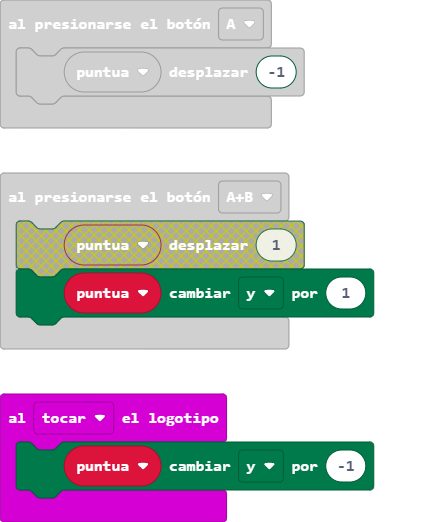 al presionarse el botón A
puntua desplazar -1
al presionarse el botón A+B
puntua desplazar 1
puntua cambiar y por 1
al tocar el logotipo
puntua cambiar y por -1